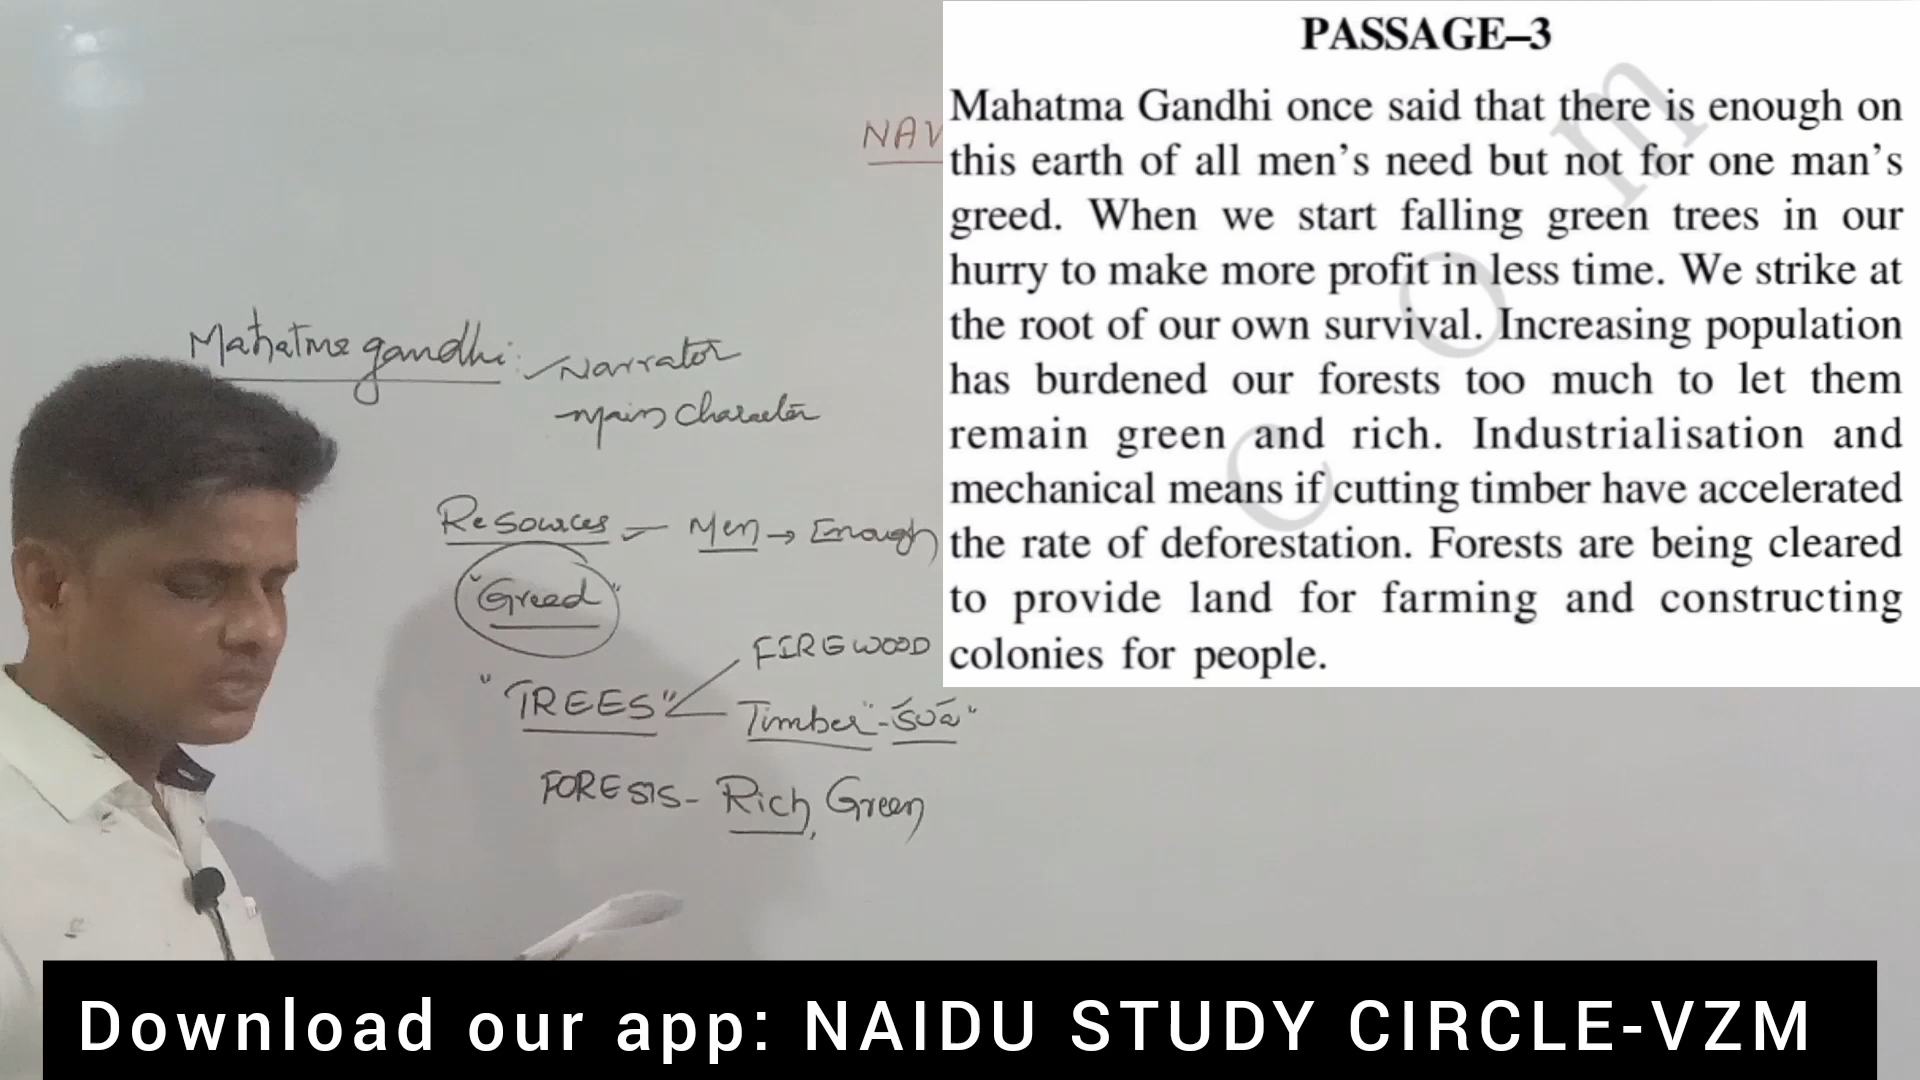 PASSAGE–3
Mahatma Gandhi once said that there is enough on
this earth of all men's need but not for one man's
greed. When we start falling green trees in our
hurry to make more profit in less time. We strike at
the root of our own survival. Increasing population
has burdened our forests too much to let them
remain green and rich. Industrialisation and
mechanical means if cutting timber have accelerated
the rate of deforestation. Forests are being cleared
to provide land for farming and constructing
colonies for people.
com
NAV
Mahatma gandhi: Narrator
Main Character
Resources – Men → Enough
"Greed"
FIREWOOD
"TREES"
Timber" - కలప"
FORESTS - Rich, Green
Download our app: NAIDU STUDY CIRCLE-VZM